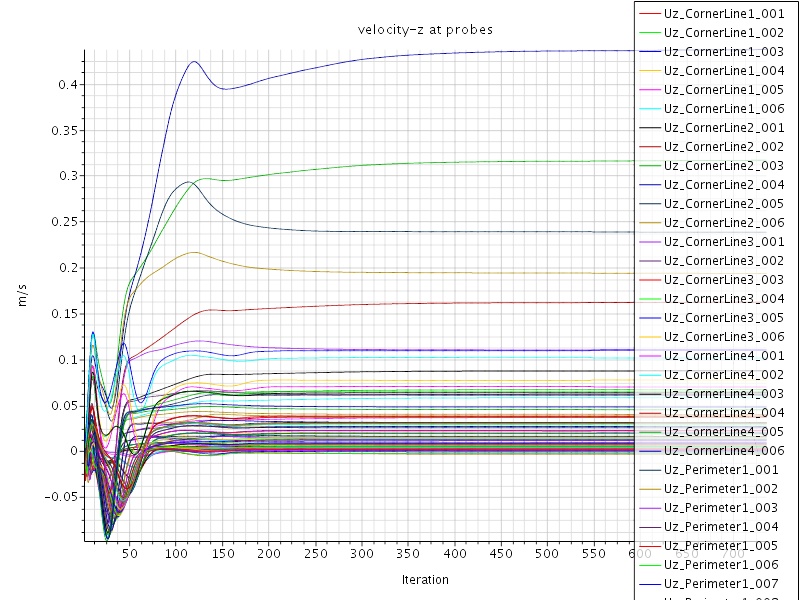 velocity-z at probes
m/s
0.4
0.35
0.3
0.25
0.2
0.15
0.1
0.05
0
-0.05
50 100 150 200 250 300 350 400 450 500 550 600 650 700
Iteration
Uz_CornerLine1_001
Uz_CornerLine1_002
Uz_CornerLine1_003
Uz_CornerLine1_004
Uz_CornerLine1_005
Uz_CornerLine1_006
Uz_CornerLine2_001
Uz_CornerLine2_002
Uz_CornerLine2_003
Uz_CornerLine2_004
Uz_CornerLine2_005
Uz_CornerLine2_006
Uz_CornerLine3_001
Uz_CornerLine3_002
Uz_CornerLine3_003
Uz_CornerLine3_004
Uz_CornerLine3_005
Uz_CornerLine3_006
Uz_CornerLine4_001
Uz_CornerLine4_002
Uz_CornerLine4_003
Uz_CornerLine4_004
Uz_CornerLine4_005
Uz_CornerLine4_006
Uz_Perimeter1_001
Uz_Perimeter1_002
Uz_Perimeter1_003
Uz_Perimeter1_004
Uz_Perimeter1_005
Uz_Perimeter1_006
Uz_Perimeter1_007